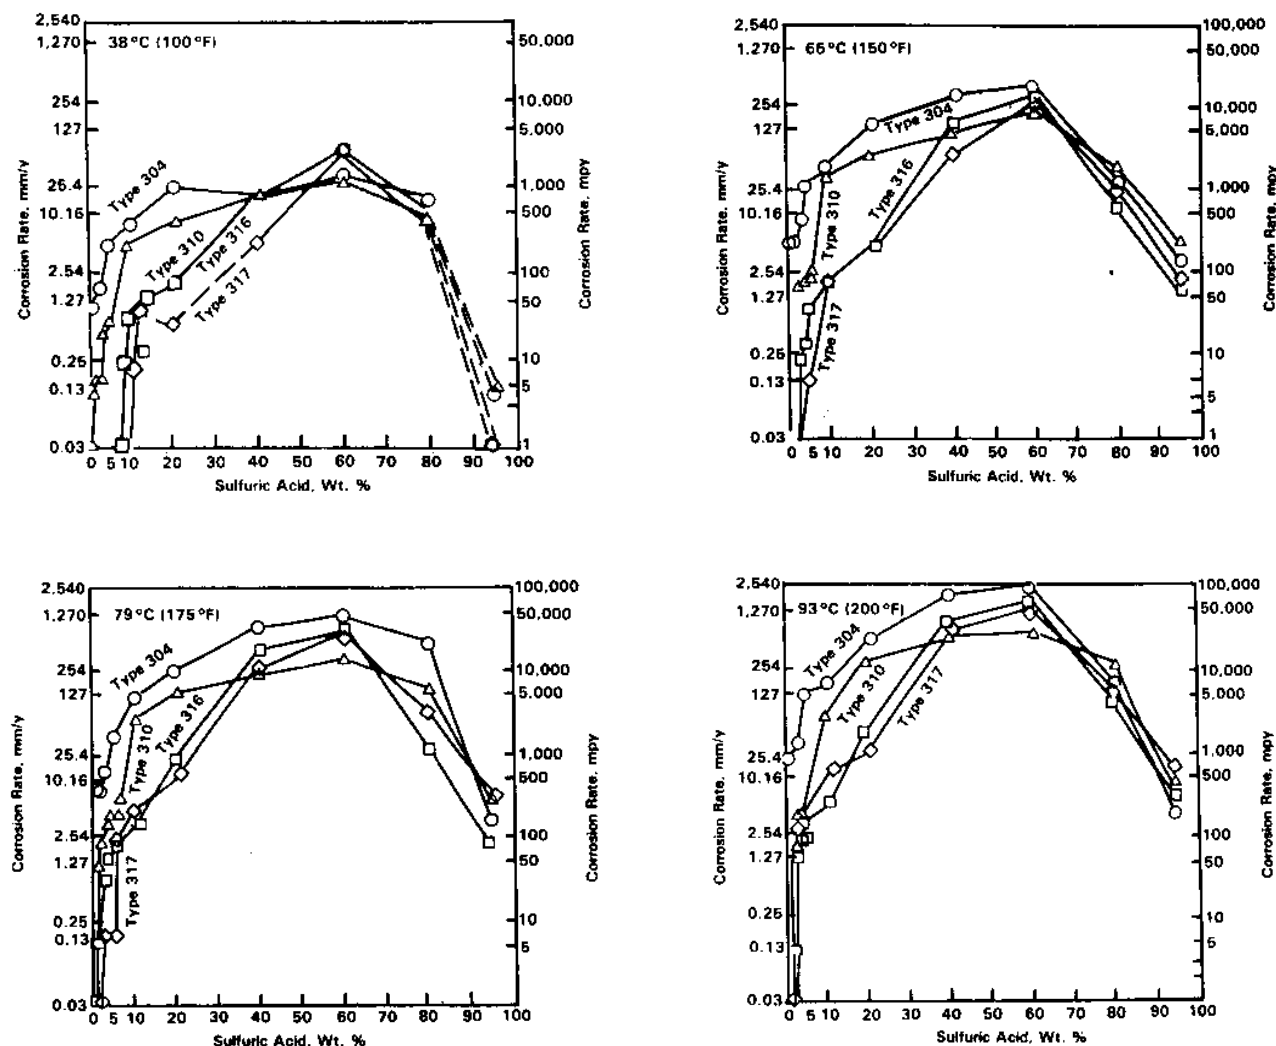 38°C (100°F)
2,540
1,270
254
127
25.4
10.16
2.54
1.27
0.25
0.13
0.03
Corrosion Rate, mm/y
50,000
10,000
5,000
1,000
500
100
50
10
5
1
Corrosion Rate, mpy
Type 304
Type 310
Type 316
Type 317
0 5 10 20 30 40 50 60 70 80 90 100
Sulfuric Acid, Wt. %
66°C (150°F)
2,540
1,270
254
127
25.4
10.16
2.54
1.27
0.25
0.13
0.03
Corrosion Rate, mm/y
100,000
50,000
10,000
5,000
1,000
500
100
50
10
5
1
Corrosion Rate, mpy
Type 304
Type 316
Type 310
Type 317
0 5 10 20 30 40 50 60 70 80 90 100
Sulfuric Acid, Wt. %
79°C (175°F)
2,540
1,270
254
127
25.4
10.16
2.54
1.27
0.25
0.13
0.03
Corrosion Rate, mm/y
100,000
50,000
10,000
5,000
1,000
500
100
50
10
5
Corrosion Rate, mpy
Type 304
Type 316
Type 310
Type 317
0 5 10 20 30 40 50 60 70 80 90 100
Sulfuric Acid, Wt. %
93°C (200°F)
2,540
1,270
254
127
25.4
10.16
2.54
1.27
0.25
0.13
0.03
Corrosion Rate, mm/y
100,000
50,000
10,000
5,000
1,000
500
100
50
10
5
1
Corrosion Rate, mpy
Type 304
Type 310
Type 317
0 5 10 20 30 40 50 60 70 80 90 100
Sulfuric Acid, Wt. %